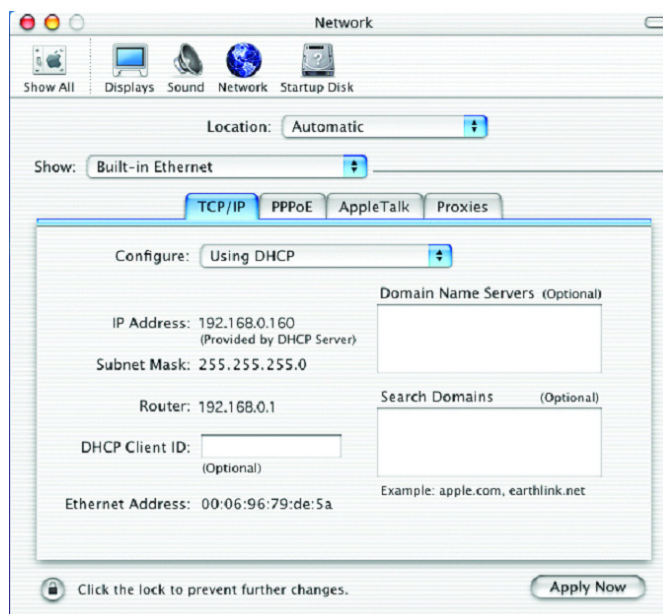 Network
Show All Displays Sound Network Startup Disk
Location: Automatic
Show: Built-in Ethernet
TCP/IP PPPoE AppleTalk Proxies
Configure: Using DHCP
Domain Name Servers (Optional)
IP Address: 192.168.0.160
(Provided by DHCP Server)
Subnet Mask: 255.255.255.0
Search Domains (Optional)
Router: 192.168.0.1
DHCP Client ID:
(Optional)
Example: apple.com, earthlink.net
Ethernet Address: 00:06:96:79:de:5a
Click the lock to prevent further changes.
Apply Now